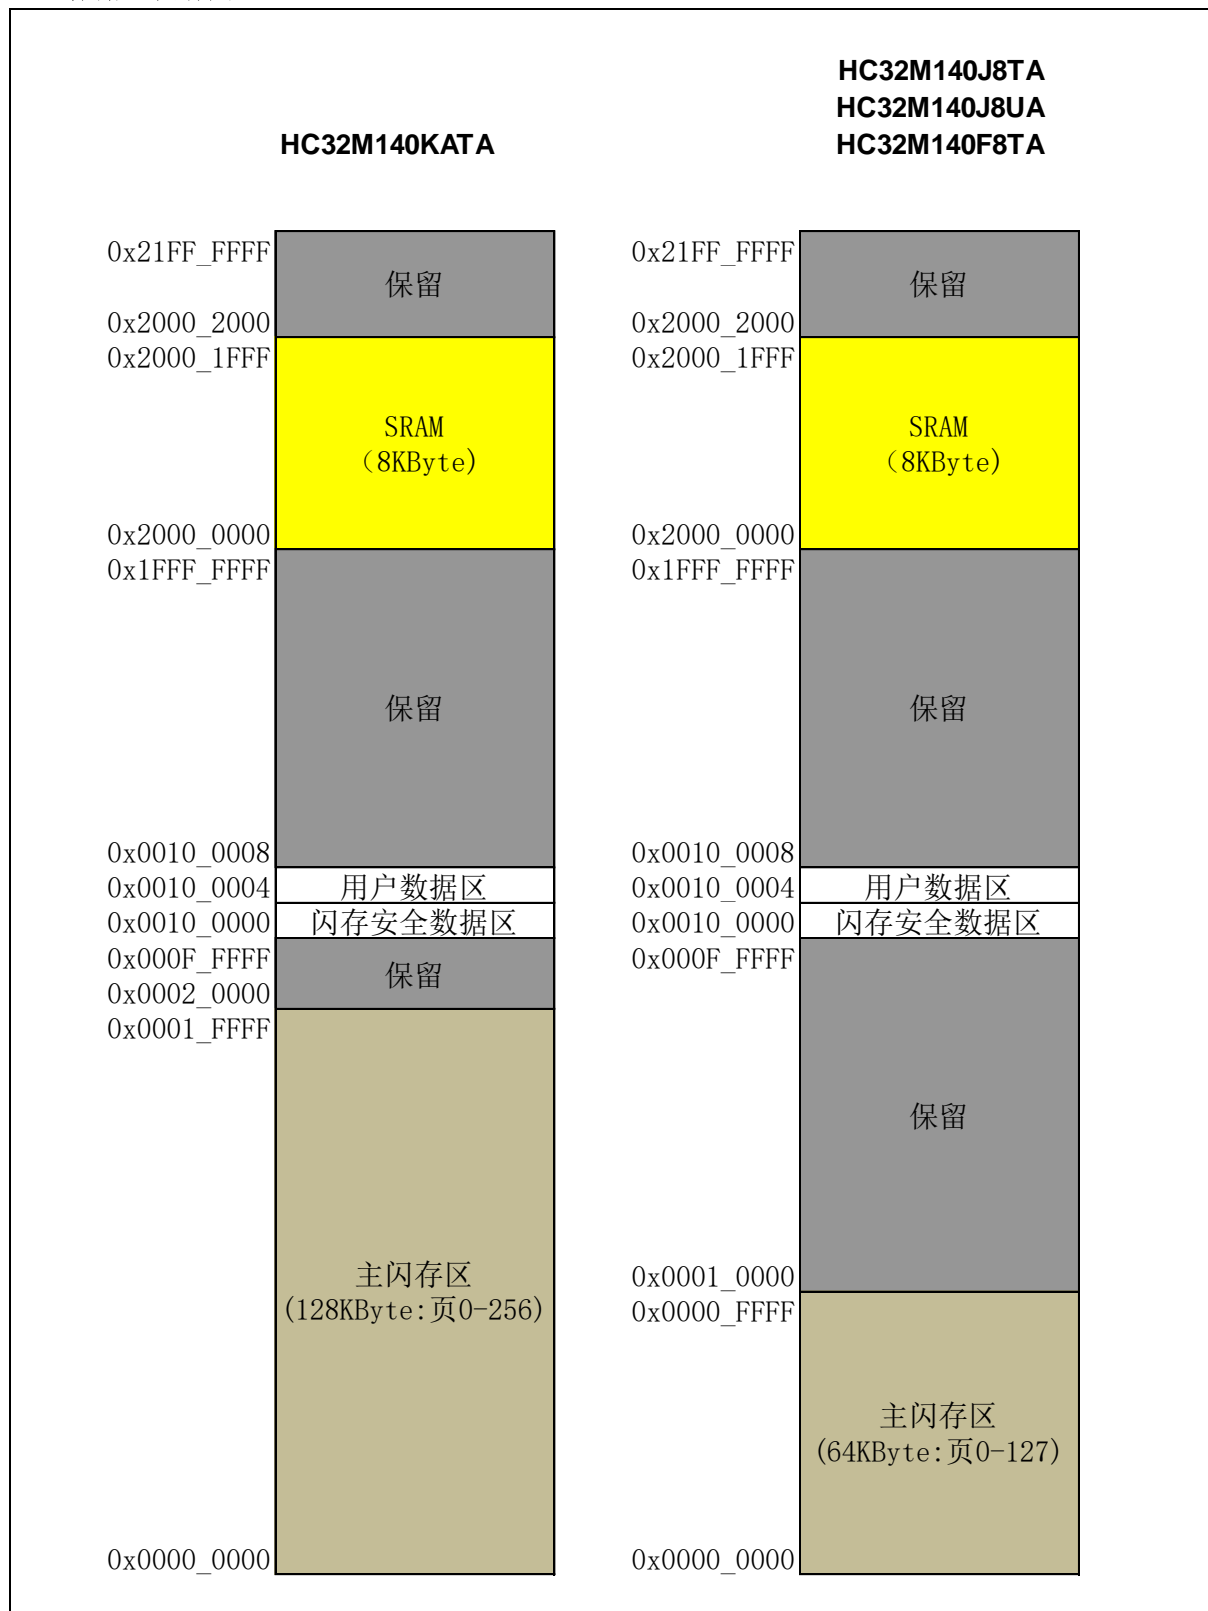 HC32M140KATA
0x21FF_FFFF
保留
0x2000_2000
0x2000_1FFF
SRAM
(8KByte)
0x2000_0000
0x1FFF_FFFF
保留
0x0010_0008
0x0010_0004
用户数据区
0x0010_0000
闪存安全数据区
0x000F_FFFF
保留
0x0002_0000
0x0001_FFFF
主闪存区
(128KByte:页0-256)
0x0000_0000
HC32M140J8TA
HC32M140J8UA
HC32M140F8TA
0x21FF_FFFF
保留
0x2000_2000
0x2000_1FFF
SRAM
(8KByte)
0x2000_0000
0x1FFF_FFFF
保留
0x0010_0008
0x0010_0004
用户数据区
0x0010_0000
闪存安全数据区
0x000F_FFFF
保留
0x0001_0000
0x0000_FFFF
主闪存区
(64KByte:页0-127)
0x0000_0000